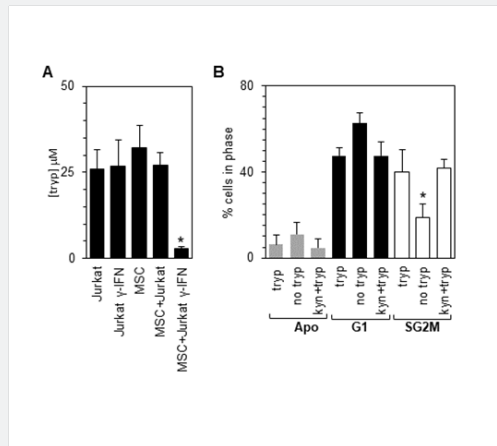 A
50
25
0
[tryp] µM
*
Jurkat
Jurkat γ-IFN
MSC
MSC+Jurkat
MSC+Jurkat γ-IFN
B
80
40
0
% cells in phase
*
tryp
no tryp
kyn+tryp
tryp
no tryp
kyn+tryp
tryp
no tryp
kyn+tryp
Apo
G1
SG2M